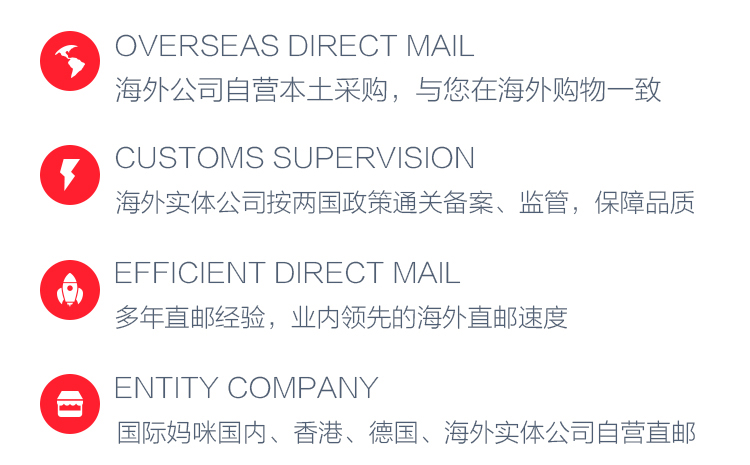 OVERSEAS DIRECT MAIL
海外公司自营本土采购，与您在海外购物一致
CUSTOMS SUPERVISION
海外实体公司按两国政策通关备案、监管，保障品质
EFFICIENT DIRECT MAIL
多年直邮经验，业内领先的海外直邮速度
ENTITY COMPANY
国际妈咪国内、香港、德国、海外实体公司自营直邮